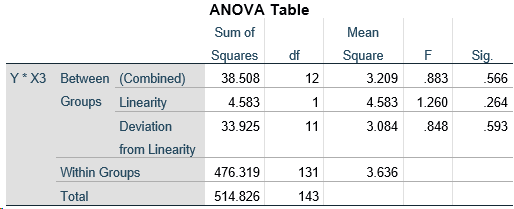 ANOVA Table
Sum of Squares df Mean Square F Sig.
Y * X3 Between Groups (Combined) 38.508 12 3.209 .883 .566
Linearity 4.583 1 4.583 1.260 .264
Deviation from Linearity 33.925 11 3.084 .848 .593
Within Groups 476.319 131 3.636
Total 514.826 143